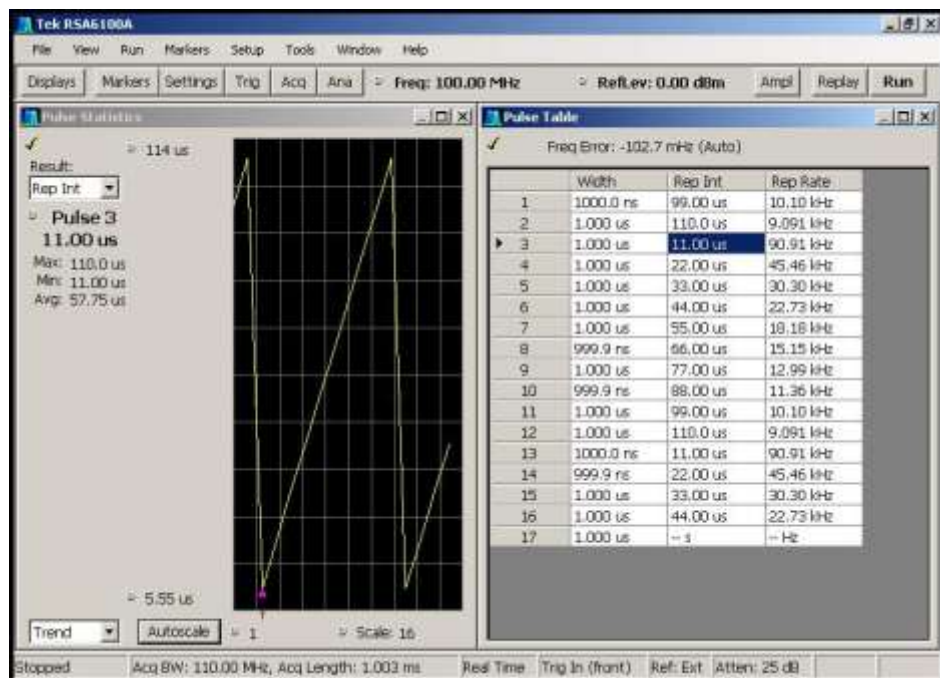 Tek RSA6100A
File View Run Markers Setup Tools Window Help
Displays Markers Settings Trig Acq Ana Freq: 100.00 MHz RefLev: 0.00 dBm Ampl Replay Run
Pulse Statistics
114 us
Result:
Rep Int
Pulse 3
11.00 us
Max: 110.0 us
Min: 11.00 us
Avg: 57.75 us
5.55 us
Trend Autoscale 1 Scale: 16
Pulse Table
Freq Error: -102.7 mHz (Auto)
Width Rep Int Rep Rate
1 1000.0 ns 99.00 us 10.10 kHz
2 1.000 us 110.0 us 9.091 kHz
3 1.000 us 11.00 us 90.91 kHz
4 1.000 us 22.00 us 45.46 kHz
5 1.000 us 33.00 us 30.30 kHz
6 1.000 us 44.00 us 22.73 kHz
7 1.000 us 55.00 us 18.18 kHz
8 999.9 ns 66.00 us 15.15 kHz
9 1.000 us 77.00 us 12.99 kHz
10 999.9 ns 88.00 us 11.36 kHz
11 1.000 us 99.00 us 10.10 kHz
12 1.000 us 110.0 us 9.091 kHz
13 1000.0 ns 11.00 us 90.91 kHz
14 999.9 ns 22.00 us 45.46 kHz
15 1.000 us 33.00 us 30.30 kHz
16 1.000 us 44.00 us 22.73 kHz
17 1.000 us -- s -- Hz
Stopped Acq BW: 110.00 MHz, Acq Length: 1.003 ms Real Time Trig In (front) Ref: Ext Atten: 25 dB